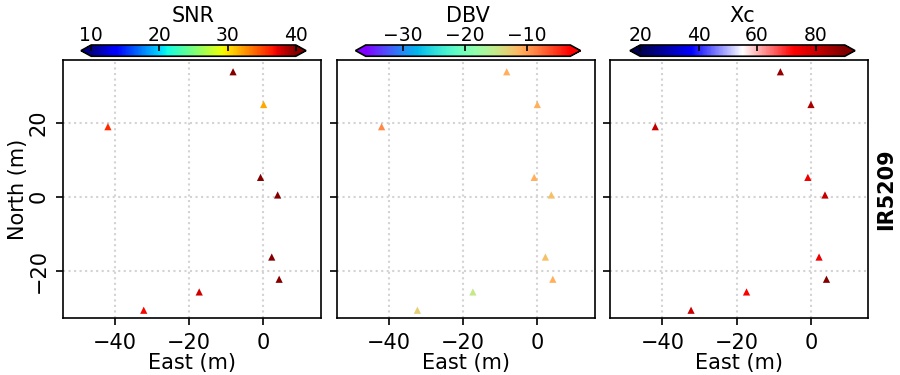 SNR DBV Xc
10 20 30 40 −30 −20 −10 20 40 60 80
North (m)
20
0
−20
−40 −20 0 −40 −20 0 −40 −20 0
East (m) East (m) East (m)
IR5209